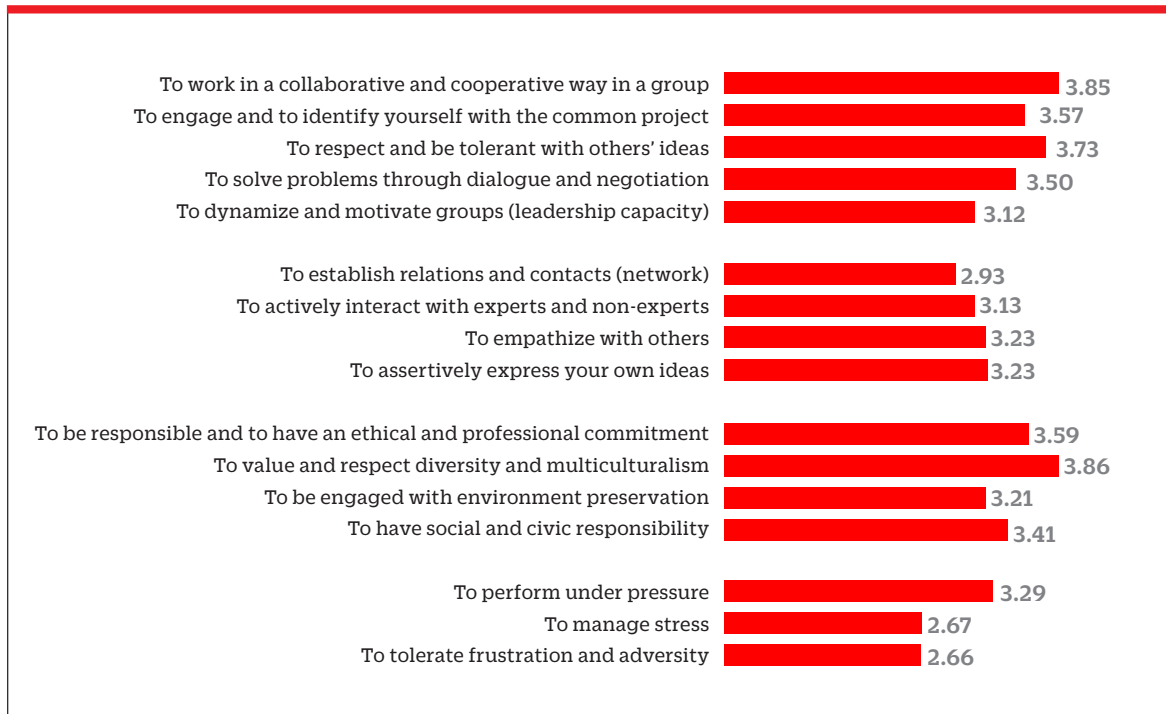 To work in a collaborative and cooperative way in a group 3.85
To engage and to identify yourself with the common project 3.57
To respect and be tolerant with others’ ideas 3.73
To solve problems through dialogue and negotiation 3.50
To dynamize and motivate groups (leadership capacity) 3.12
To establish relations and contacts (network) 2.93
To actively interact with experts and non-experts 3.13
To empathize with others 3.23
To assertively express your own ideas 3.23
To be responsible and to have an ethical and professional commitment 3.59
To value and respect diversity and multiculturalism 3.86
To be engaged with environment preservation 3.21
To have social and civic responsibility 3.41
To perform under pressure 3.29
To manage stress 2.67
To tolerate frustration and adversity 2.66